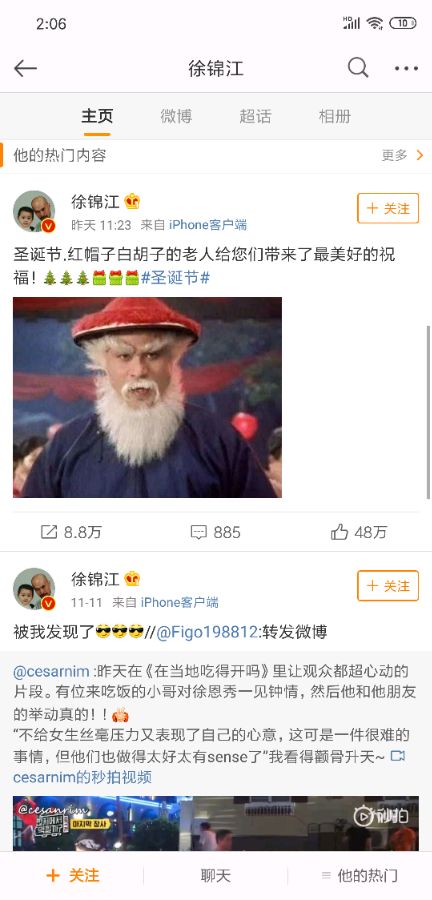 2:06
HD
10
徐锦江
主页 微博 超话 相册
他的热门内容 更多
徐锦江
+ 关注
昨天 11:23 来自 iPhone客户端
圣诞节.红帽子白胡子的老人给您们带来了最美好的祝
福！🎄🎄🎄🎁🎁🎁#圣诞节#
8.8万 885 48万
徐锦江
+ 关注
11-11 来自 iPhone客户端
被我发现了😎😎😎//@Figo198812:转发微博
@cesarnim :昨天在《在当地吃得开吗》里让观众都超心动的
片段。有位来吃饭的小哥对徐恩秀一见钟情，然后他和他朋友
的举动真的！！
“不给女生丝毫压力又表现了自己的心意，这可是一件很难的
事情，但他们也做得太好太有sense了“我看得颧骨升天~
cesarnim的秒拍视频
@cesarnim
마지막 장사
秒拍
+ 关注 聊天 他的热门